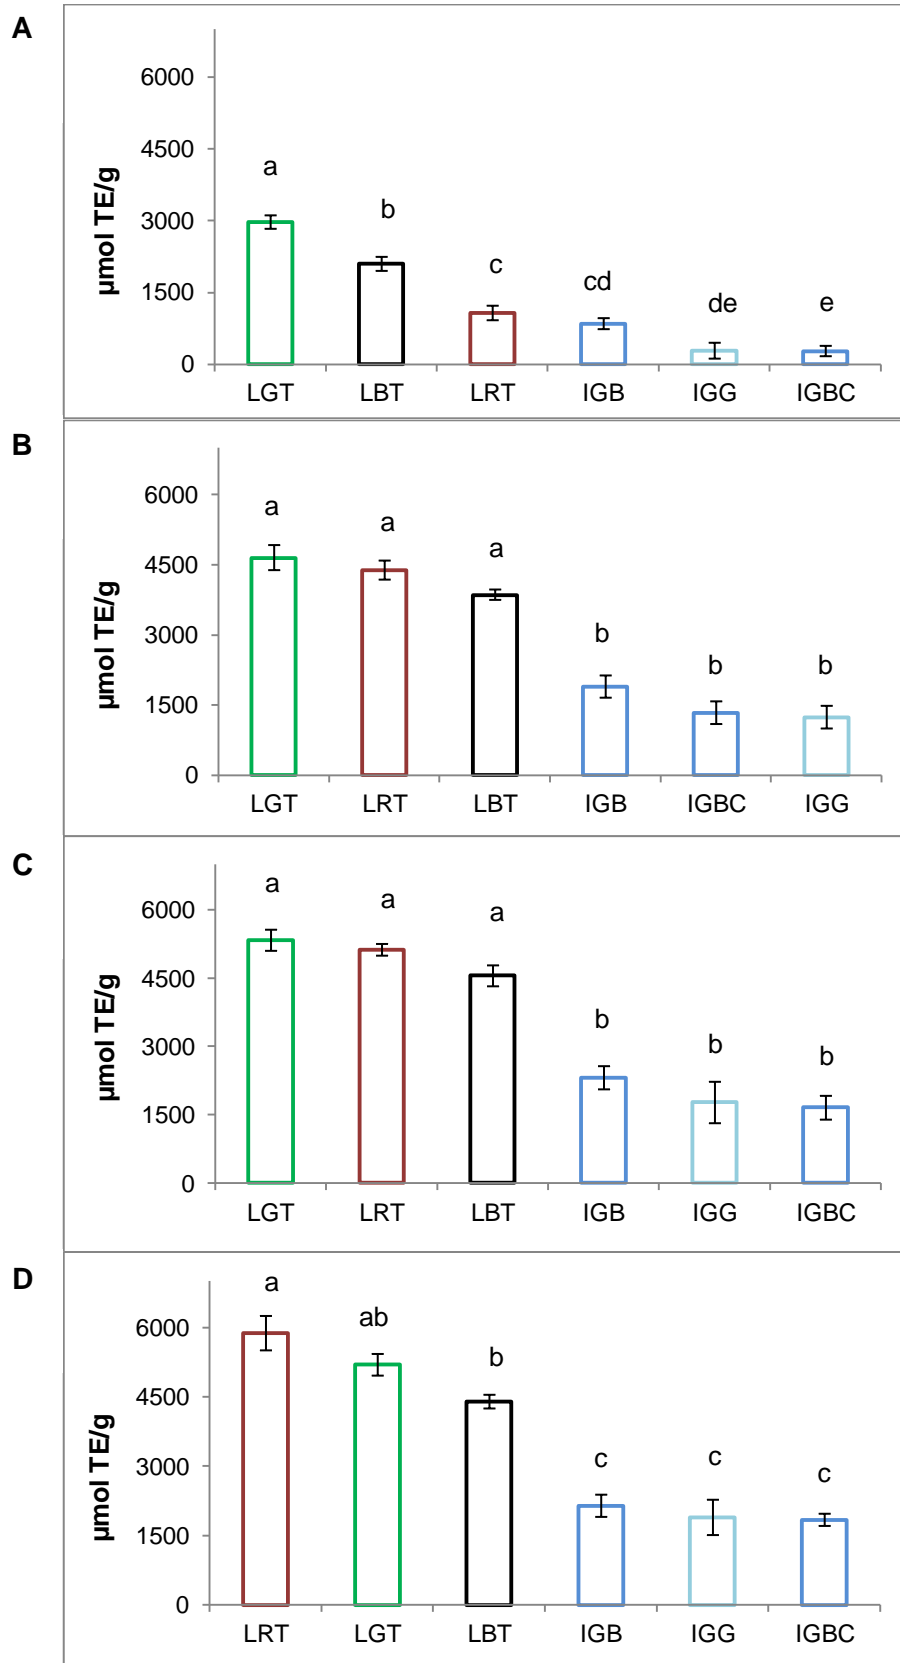 A
µmol TE/g
6000
4500
3000
1500
0
a
b
c
cd
de
e
LGT LBT LRT IGB IGG IGBC
B
µmol TE/g
6000
4500
3000
1500
0
a
a
a
b
b
b
LGT LRT LBT IGB IGBC IGG
C
µmol TE/g
6000
4500
3000
1500
0
a
a
a
b
b
b
LGT LRT LBT IGB IGG IGBC
D
µmol TE/g
6000
4500
3000
1500
0
a
ab
b
c
c
c
LRT LGT LBT IGB IGG IGBC